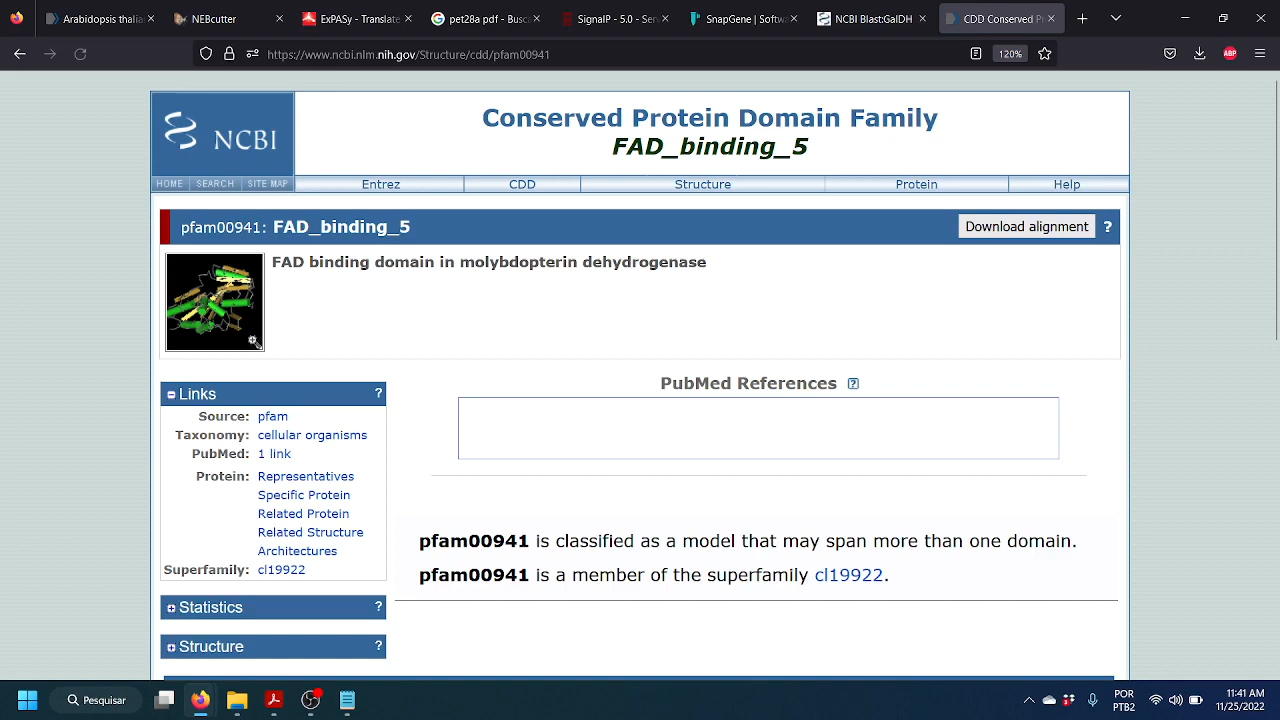 Arabidopsis thaliana
NEBcutter
ExPASy - Translate
pet28a pdf - Busc
SignalP - 5.0 - Serv
SnapGene | Softwa
NCBI Blast:GalDH
CDD Conserved Pr
https://www.ncbi.nlm.nih.gov/Structure/cdd/pfam00941
120%
ABP
NCBI
Conserved Protein Domain Family
FAD_binding_5
HOME SEARCH SITE MAP Entrez CDD Structure Protein Help
pfam00941: FAD_binding_5
Download alignment ?
FAD binding domain in molybdopterin dehydrogenase
PubMed References ?
Links ?
Source: pfam
Taxonomy: cellular organisms
PubMed: 1 link
Protein: Representatives
Specific Protein
Related Protein
Related Structure
Architectures
Superfamily: cl19922
pfam00941 is classified as a model that may span more than one domain.
pfam00941 is a member of the superfamily cl19922.
Statistics ?
Structure ?
Pesquisar
POR
PTB2
11:41 AM
11/25/2022